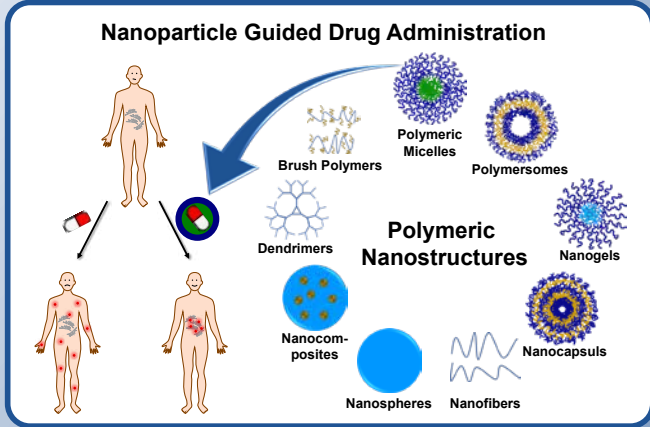 Nanoparticle Guided Drug Administration
Polymeric
Micelles
Brush Polymers
Polymersomes
Dendrimers
Polymeric
Nanostructures
Nanogels
Nanocom-
posites
Nanocapsuls
Nanospheres
Nanofibers